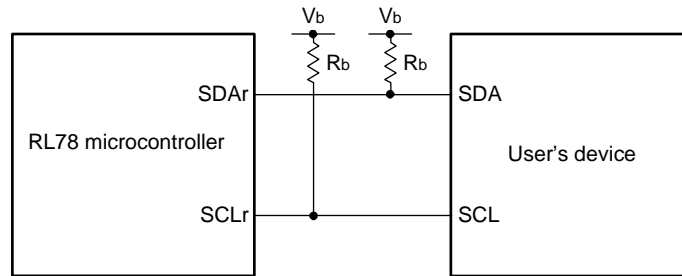 Vb Vb
Rb Rb
SDAr SDA
RL78 microcontroller User's device
SCLr SCL